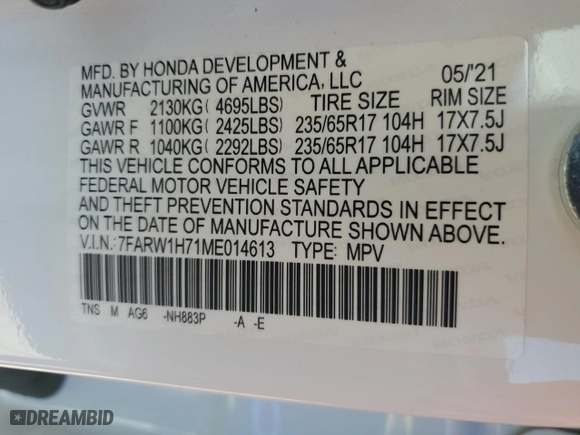 MFD. BY HONDA DEVELOPMENT & 05/'21
MANUFACTURING OF AMERICA, LLC
GVWR 2130KG( 4695LBS) TIRE SIZE RIM SIZE
GAWR F 1100KG( 2425LBS) 235/65R17 104H 17X7.5J
GAWR R 1040KG( 2292LBS) 235/65R17 104H 17X7.5J
THIS VEHICLE CONFORMS TO ALL APPLICABLE
FEDERAL MOTOR VEHICLE SAFETY
AND THEFT PREVENTION STANDARDS IN EFFECT
ON THE DATE OF MANUFACTURE SHOWN ABOVE.
V.I.N.:7FARW1H71ME014613 TYPE: MPV
TNS M AG6 -NH883P -A -E
DREAMBID